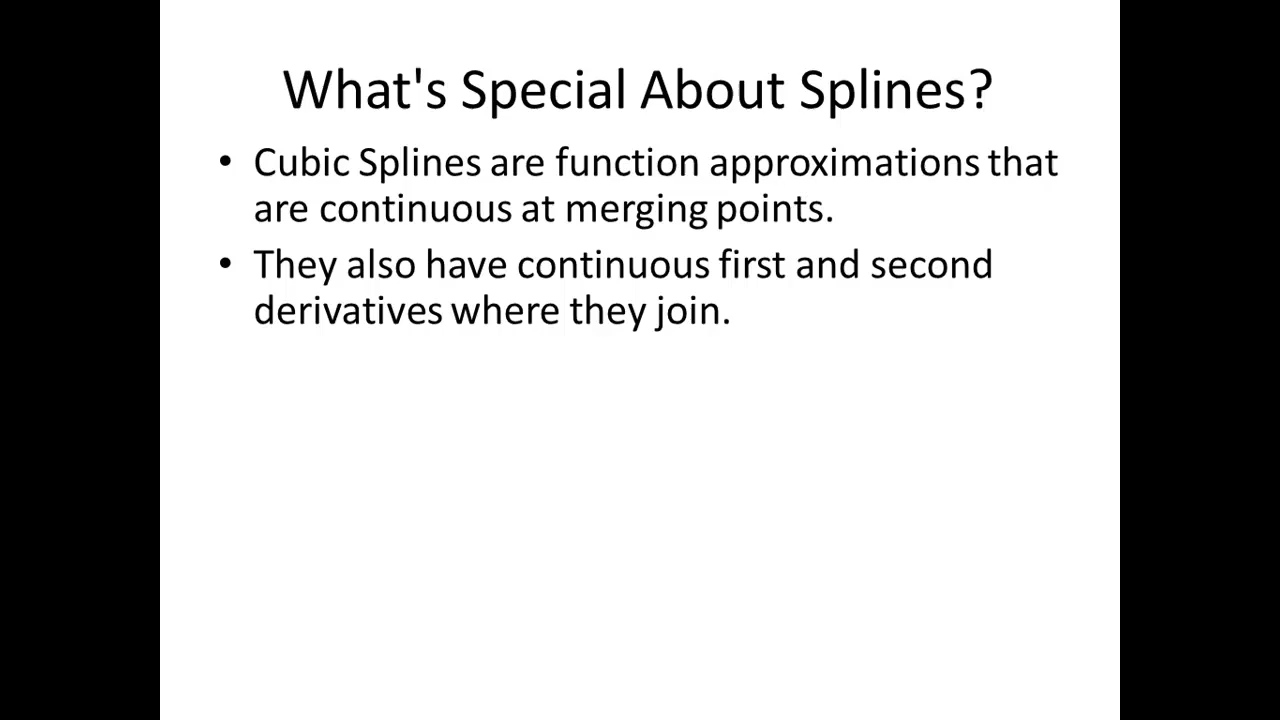 What's Special About Splines?
• Cubic Splines are function approximations that
are continuous at merging points.
• They also have continuous first and second
derivatives where they join.